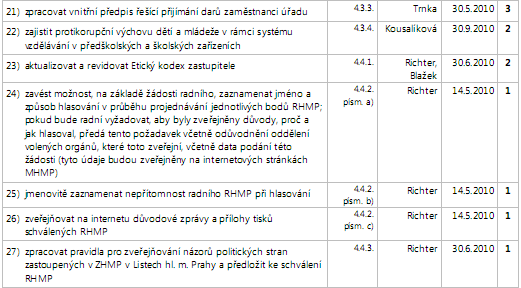 21) zpracovat vnitřní předpis řešící přijímání darů zaměstnanci úřadu 4.3.3. Trnka 30.5.2010 3
22) zajistit protikorupční výchovu dětí a mládeže v rámci systému vzdělávání v předškolských a školských zařízeních 4.3.4. Kousalíková 30.9.2010 2
23) aktualizovat a revidovat Etický kodex zastupitele 4.4.1. Richter, Blažek 30.6.2010 2
24) zavést možnost, na základě žádosti radního, zaznamenat jméno a 4.4.2. Richter 14.5.2010 1
způsob hlasování v průběhu projednávání jednotlivých bodů RHMP; písm. a)
pokud bude radní vyžadovat, aby byly zveřejněny důvody, proč a
jak hlasoval, předá tento požadavek včetně odůvodnění oddělení
volených orgánů, které toto zveřejní, včetně data podání této
žádosti (tyto údaje budou zveřejněny na internetových stránkách
MHMP)
25) jmenovitě zaznamenat nepřítomnost radního RHMP při hlasování 4.4.2. písm. b) Richter 14.5.2010 1
26) zveřejňovat na internetu důvodové zprávy a přílohy tisků 4.4.2. Richter 14.5.2010 1
schválených RHMP písm. c)
27) zpracovat pravidla pro zveřejňování názorů politických stran 4.4.3. Richter 30.6.2010 1
zastoupených v ZHMP v Listech hl. m. Prahy a předložit ke schválení
RHMP